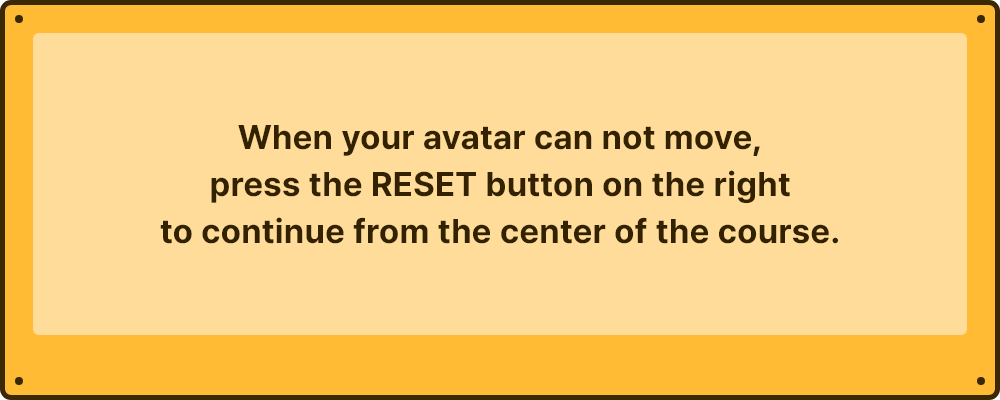 When your avatar can not move,
press the RESET button on the right
to continue from the center of the course.